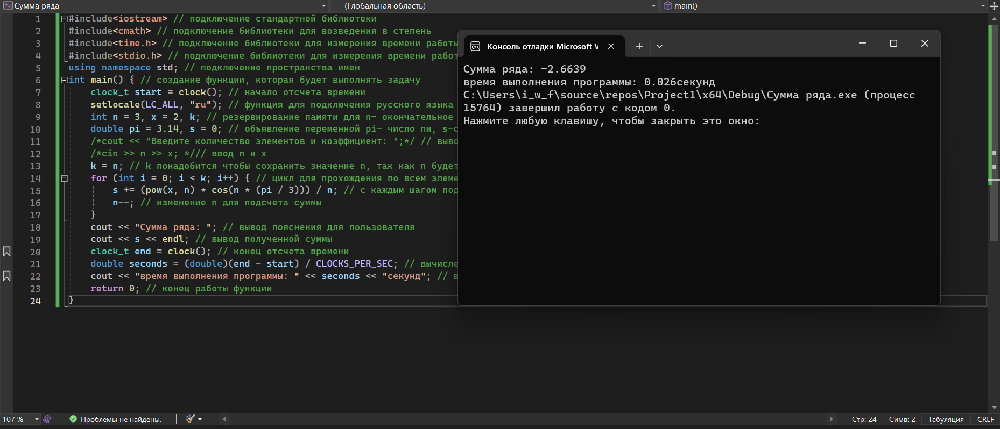 Сумма ряда (Глобальная область) main()
1 #include<iostream> // подключение стандартной библиотеки
2 #include<cmath> // подключение библиотеки для возведения в степень
3 #include<time.h> // подключение библиотеки для измерения времени работы
4 #include<stdio.h> // подключение библиотеки для измерения времени работ
5 using namespace std; // подключение пространства имен
6 int main() { // создание функции, которая будет выполнять задачу
7 clock_t start = clock(); // начало отсчета времени
8 setlocale(LC_ALL, "ru"); // функция для подключения русского языка
9 int n = 3, x = 2, k; // резервирование памяти для n- окончательное
10 double pi = 3.14, s = 0; // объявление переменной pi- число пи, s-с
11 /*cout << "Введите количество элементов и коэффициент: ";*/ // выво
12 /*cin >> n >> x; */// ввод n и x
13 k = n; // k понадобится чтобы сохранить значение n, так как n будет
14 for (int i = 0; i < k; i++) { // цикл для прохождения по всем элеме
15 s += (pow(x, n) * cos(n * (pi / 3))) / n; // с каждым шагом под
16 n--; // изменение n для подсчета суммы
17 }
18 cout << "Сумма ряда: "; // вывод пояснения для пользователя
19 cout << s << endl; // вывод полученной суммы
20 clock_t end = clock(); // конец отсчета времени
21 double seconds = (double)(end - start) / CLOCKS_PER_SEC; // вычисле
22 cout << "время выполнения программы: " << seconds << "секунд"; // в
23 return 0; // конец работы функции
24 }
Консоль отладки Microsoft V
Сумма ряда: -2.6639
время выполнения программы: 0.026секунд
C:\Users\i_w_f\source\repos\Project1\x64\Debug\Сумма ряда.exe (процесс
15764) завершил работу с кодом 0.
Нажмите любую клавишу, чтобы закрыть это окно:
107 % Проблемы не найдены. Стр: 24 Симв: 2 Табуляция CRLF